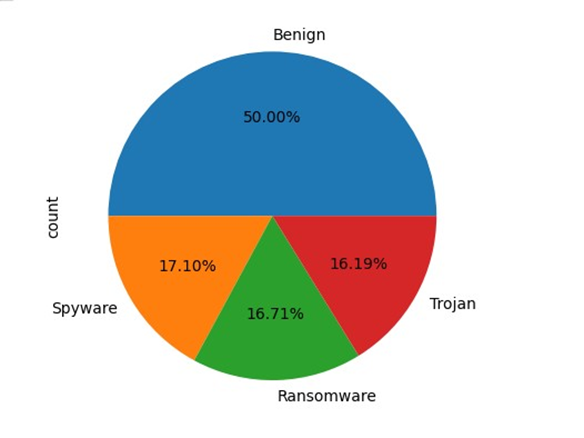 Benign
50.00%
count
17.10%
16.19%
Spyware
Trojan
16.71%
Ransomware